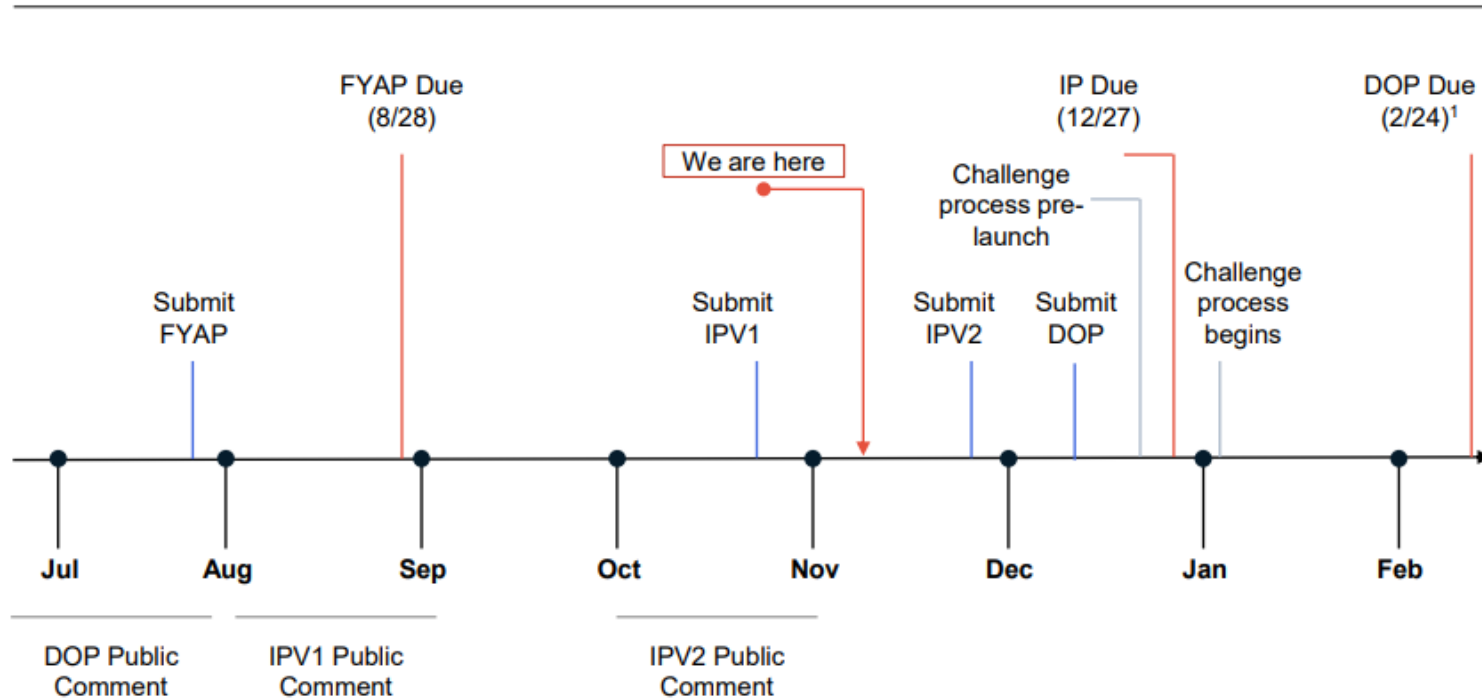 FYAP Due
(8/28)
IP Due
(12/27)
DOP Due
(2/24)¹
We are here
Challenge
process pre-
launch
Submit
FYAP
Submit
IPV1
Submit
IPV2
Submit
DOP
Challenge
process
begins
Jul
Aug
Sep
Oct
Nov
Dec
Jan
Feb
DOP Public
Comment
IPV1 Public
Comment
IPV2 Public
Comment